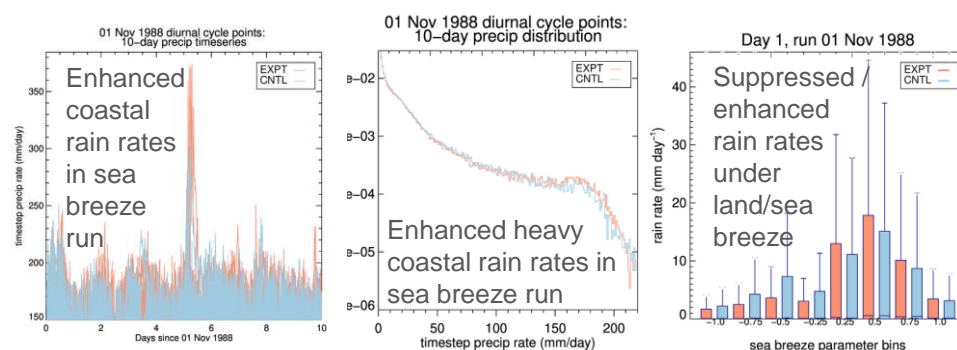 01 Nov 1988 diurnal cycle points:
10-day precip timeseries
timestep precip rate (mm/day)
350
300
250
200
150
EXPT
CNTL
Enhanced
coastal
rain rates
in sea
breeze
run
0 2 4 6 8 10
Days since 01 Nov 1988
01 Nov 1988 diurnal cycle points:
10-day precip distribution
e-02
e-03
e-04
e-05
e-06
EXPT
CNTL
Enhanced heavy
coastal rain rates in
sea breeze run
0 50 100 150 200
timestep precip rate (mm/day)
Day 1, run 01 Nov 1988
rain rate (mm day⁻¹)
40
30
20
10
0
EXPT
CNTL
Suppressed /
enhanced
rain rates
under
land/sea
breeze
-1.0 -0.75 -0.5 -0.25 0.25 0.5 0.75 1.0
sea breeze parameter bins